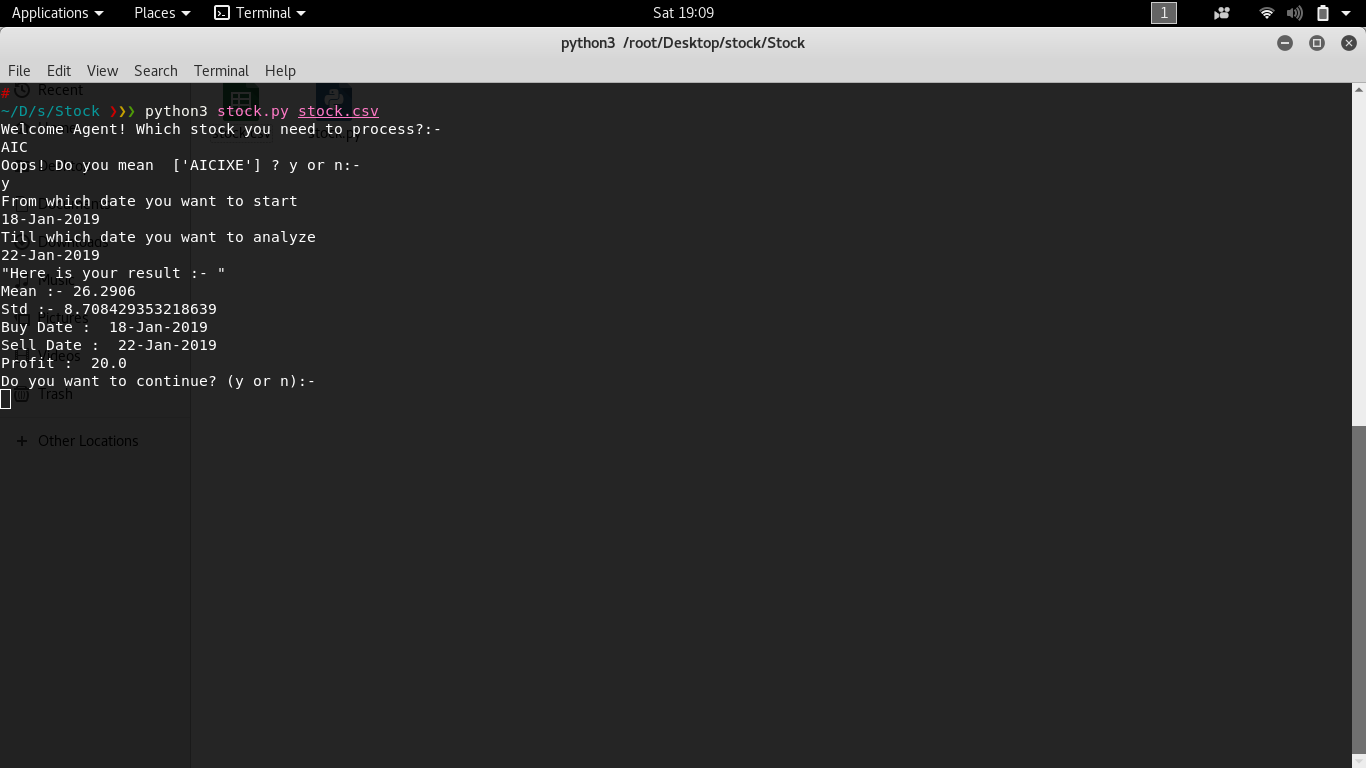 Applications Places Terminal Sat 19:09 1
python3 /root/Desktop/stock/Stock
File Edit View Search Terminal Help
Recent
#
~/D/s/Stock ❯❯❯ python3 stock.py stock.csv
Welcome Agent! Which stock you need to process?:-
AIC
Oops! Do you mean  ['AICIXE'] ? y or n:-
y
From which date you want to start
18-Jan-2019
Till which date you want to analyze
22-Jan-2019
"Here is your result :- "
Mean :- 26.2906
Std :- 8.708429353218639
Buy Date :  18-Jan-2019
Sell Date :  22-Jan-2019
Profit :  20.0
Do you want to continue? (y or n):-
Trash
+ Other Locations